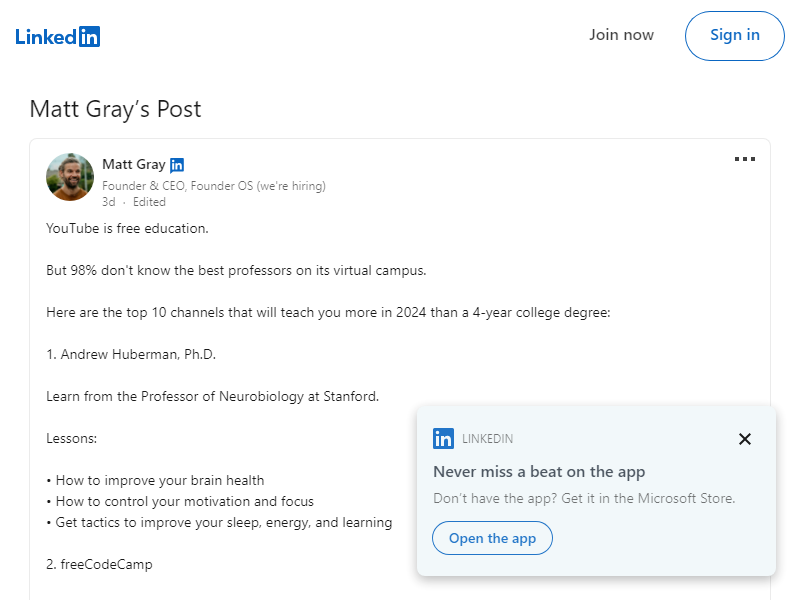 LinkedIn
Join now
Sign in
Matt Gray’s Post
Matt Gray in
Founder & CEO, Founder OS (we're hiring)
3d · Edited
YouTube is free education.
But 98% don't know the best professors on its virtual campus.
Here are the top 10 channels that will teach you more in 2024 than a 4-year college degree:
1. Andrew Huberman, Ph.D.
Learn from the Professor of Neurobiology at Stanford.
Lessons:
• How to improve your brain health
• How to control your motivation and focus
• Get tactics to improve your sleep, energy, and learning
2. freeCodeCamp
in LINKEDIN
Never miss a beat on the app
Don’t have the app? Get it in the Microsoft Store.
Open the app